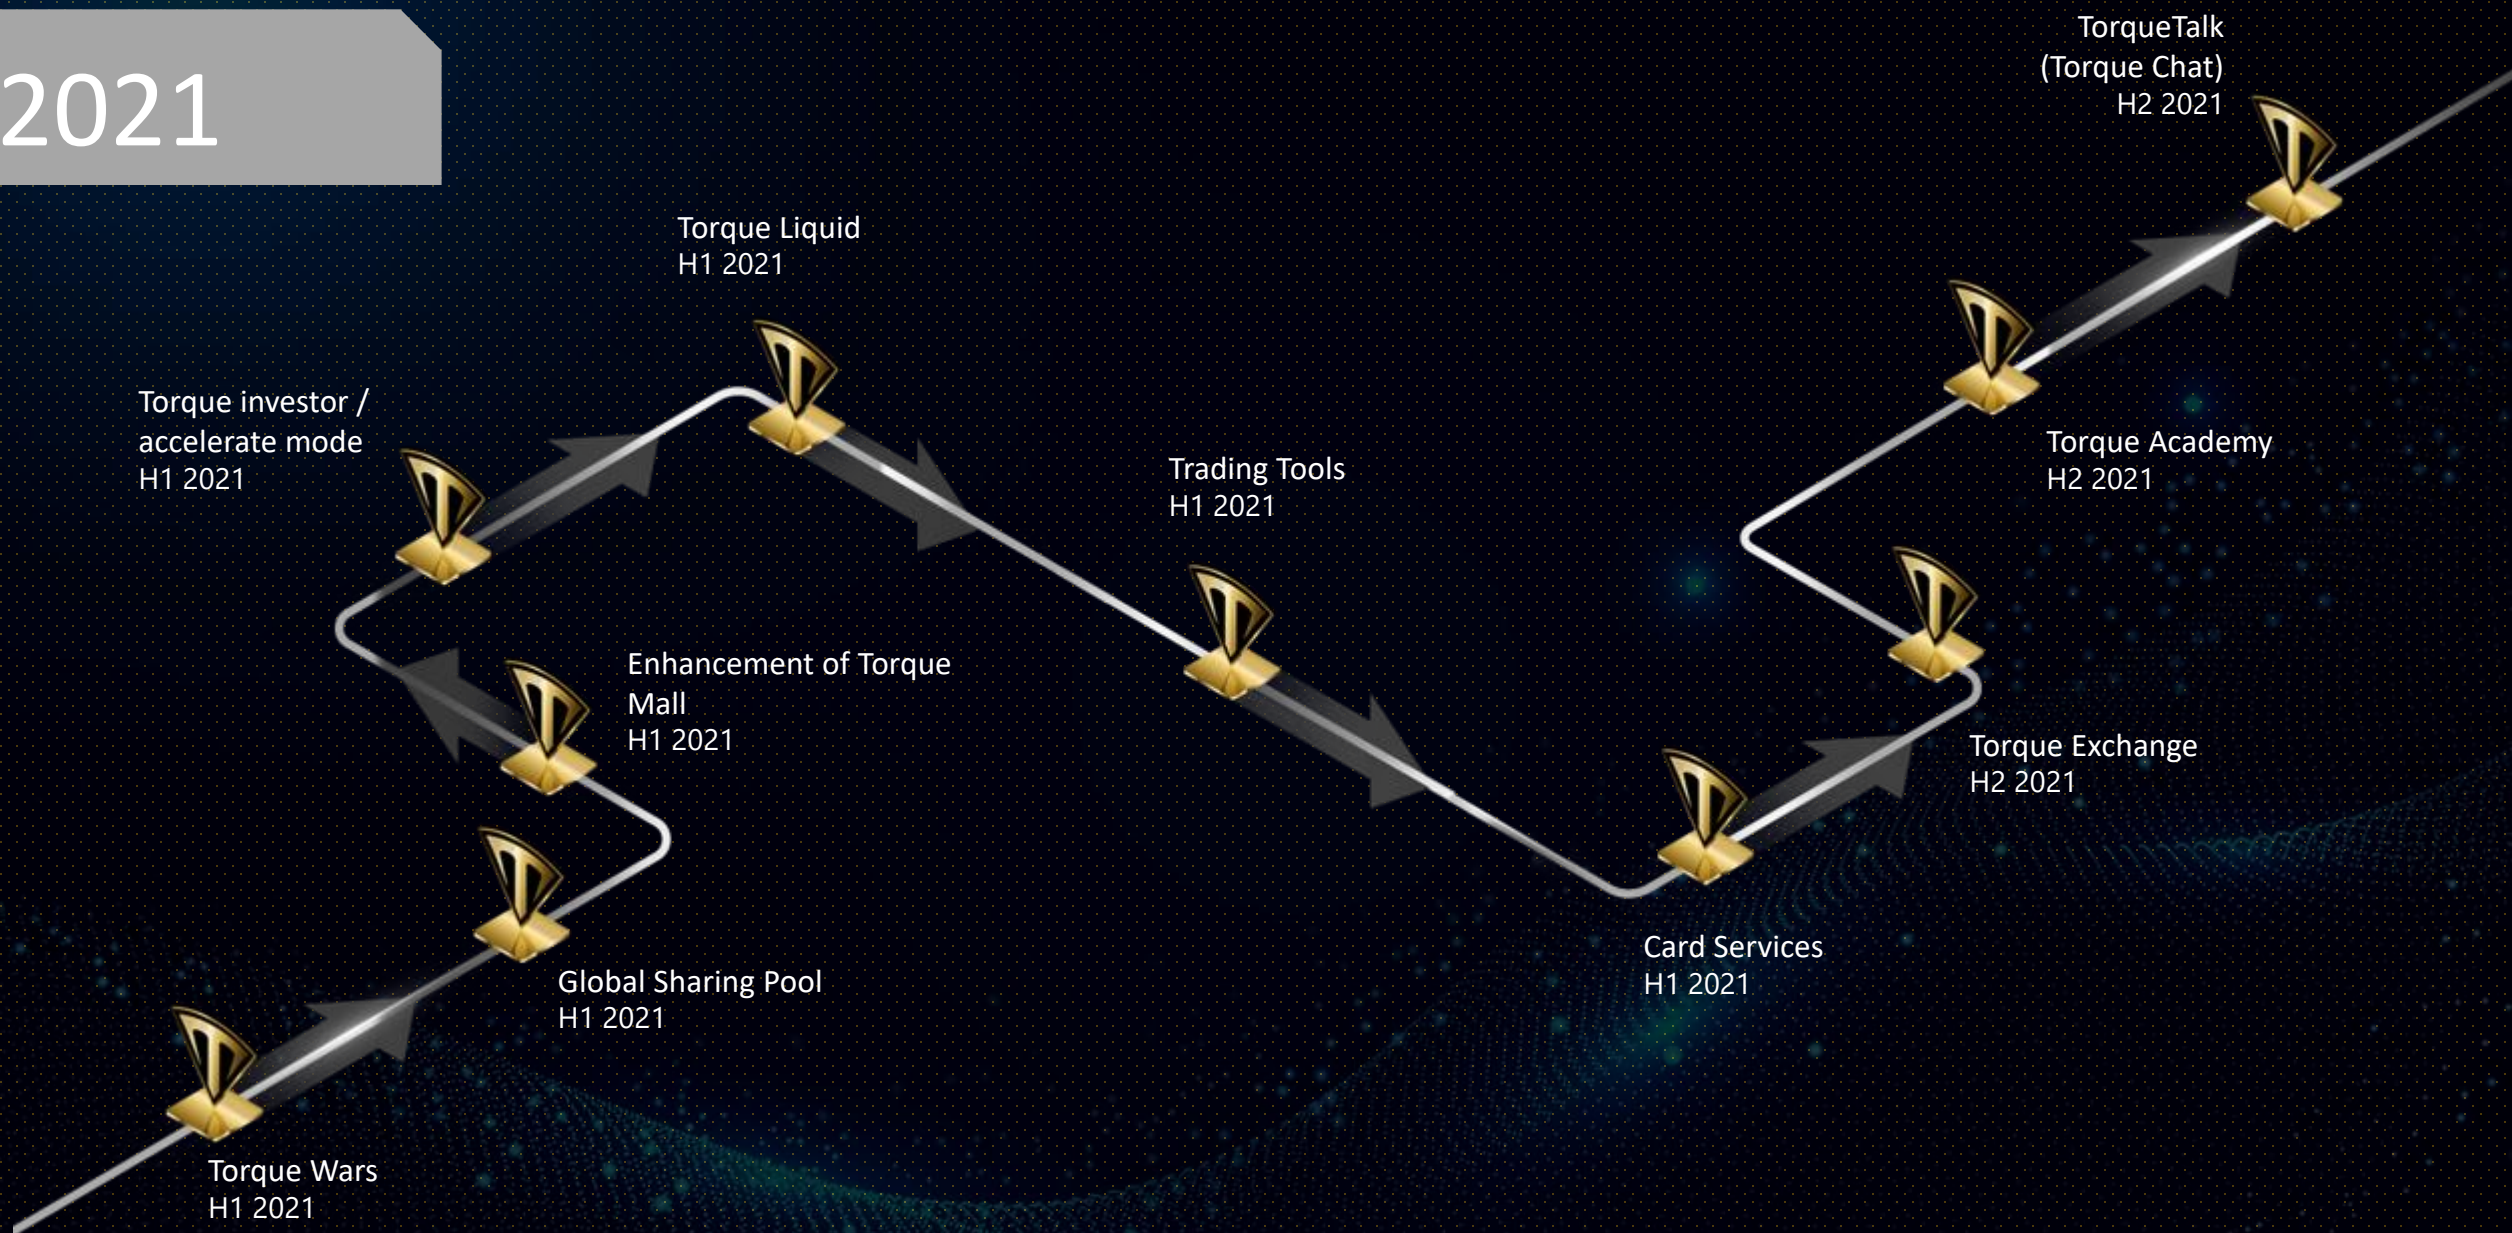 2021
TorqueTalk
(Torque Chat)
H2 2021
Torque Liquid
H1 2021
Torque investor /
accelerate mode
H1 2021
Trading Tools
H1 2021
Torque Academy
H2 2021
Enhancement of Torque
Mall
H1 2021
Torque Exchange
H2 2021
Card Services
H1 2021
Global Sharing Pool
H1 2021
Torque Wars
H1 2021